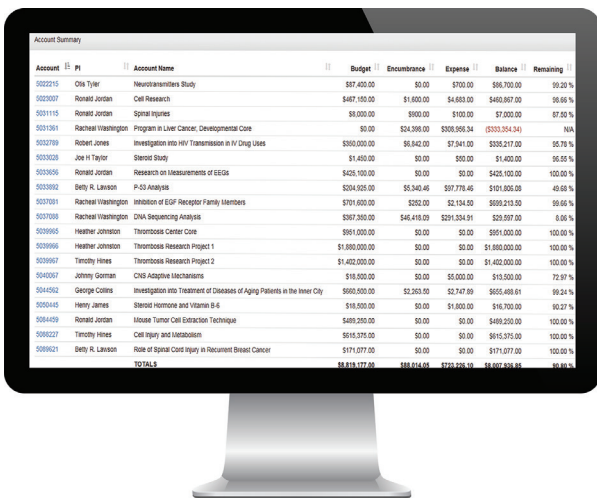 Account Summary
Account PI Account Name Budget Encumbrance Expense Balance Remaining
5022215 Otis Tyler Neurotransmitters Study $87,400.00 $0.00 $700.00 $86,700.00 99.20 %
5023007 Ronald Jordan Cell Research $467,150.00 $1,600.00 $4,683.00 $460,867.00 98.66 %
5031115 Ronald Jordan Spinal Injuries $8,000.00 $900.00 $100.00 $7,000.00 87.50 %
5031361 Racheal Washington Program in Liver Cancer, Developmental Core $0.00 $24,398.00 $308,956.34 ($333,354.34) N/A
5032789 Robert Jones Investigation into HIV Transmission in IV Drug Uses $350,000.00 $6,842.00 $7,941.00 $335,217.00 95.78 %
5033028 Joe H Taylor Steroid Study $1,450.00 $0.00 $50.00 $1,400.00 96.55 %
5033656 Ronald Jordan Research on Measurements of EEGs $425,100.00 $0.00 $0.00 $425,100.00 100.00 %
5033892 Betty R. Lawson P-53 Analysis $204,925.00 $5,340.46 $97,778.46 $101,806.08 49.68 %
5037081 Racheal Washington Inhibition of EGF Receptor Family Members $701,600.00 $252.00 $2,134.50 $699,213.50 99.66 %
5037088 Racheal Washington DNA Sequencing Analysis $367,350.00 $46,418.09 $291,334.91 $29,597.00 8.06 %
5039965 Heather Johnston Thrombosis Center Core $951,000.00 $0.00 $0.00 $951,000.00 100.00 %
5039966 Heather Johnston Thrombosis Research Project 1 $1,880,000.00 $0.00 $0.00 $1,880,000.00 100.00 %
5039967 Timothy Hines Thrombosis Research Project 2 $1,402,000.00 $0.00 $0.00 $1,402,000.00 100.00 %
5040067 Johnny Gorman CNS Adaptive Mechanisms $18,500.00 $0.00 $5,000.00 $13,500.00 72.97 %
5044562 George Collins Investigation into Treatment of Diseases of Aging Patients in the Inner City $660,500.00 $2,263.50 $2,747.89 $655,488.61 99.24 %
5050445 Henry James Steroid Hormone and Vitamin B-6 $18,500.00 $0.00 $1,800.00 $16,700.00 90.27 %
5084459 Ronald Jordan Mouse Tumor Cell Extraction Technique $489,250.00 $0.00 $0.00 $489,250.00 100.00 %
5086227 Timothy Hines Cell Injury and Metabolism $615,375.00 $0.00 $0.00 $615,375.00 100.00 %
5089621 Betty R. Lawson Role of Spinal Cord Injury in Recurrent Breast Cancer $171,077.00 $0.00 $0.00 $171,077.00 100.00 %
TOTALS $8,819,177.00 $88,014.05 $723,226.10 $8,007,936.85 90.80 %